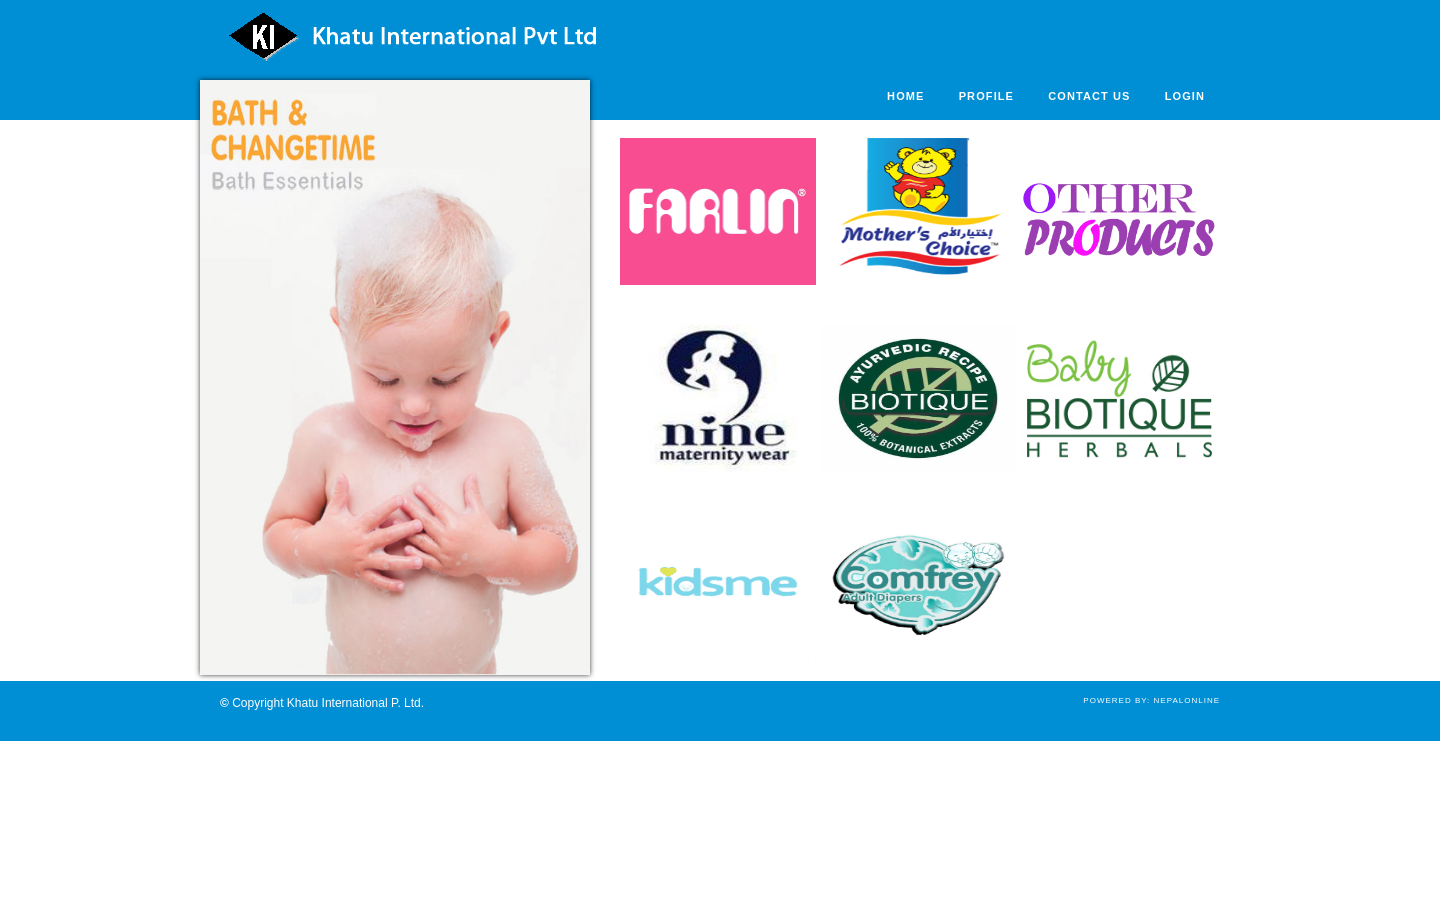 KI
Khatu International Pvt Ltd
HOME PROFILE CONTACT US LOGIN
BATH &
CHANGETIME
Bath Essentials
FARLIN®
إختيار الأم
Mother's
Choice™
OTHER
PRODUCTS
nine
maternity wear
AYURVEDIC RECIPE
BIOTIQUE
100% BOTANICAL EXTRACTS
Baby
BIOTIQUE
HERBALS
kidsme
Comfrey
Adult Diapers
© Copyright Khatu International P. Ltd.
POWERED BY: NEPALONLINE